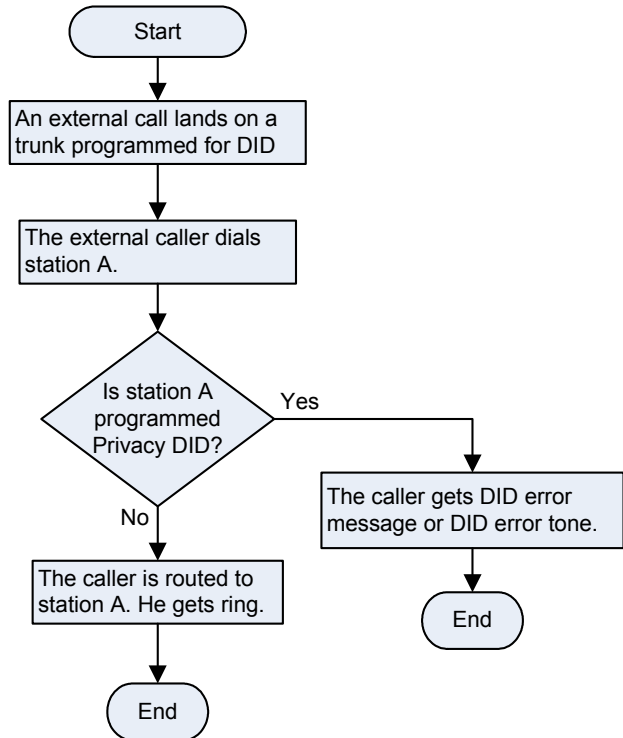 Start
An external call lands on a
trunk programmed for DID
The external caller dials
station A.
Is station A
programmed
Privacy DID?
Yes
No
The caller gets DID error
message or DID error tone.
The caller is routed to
station A. He gets ring.
End
End